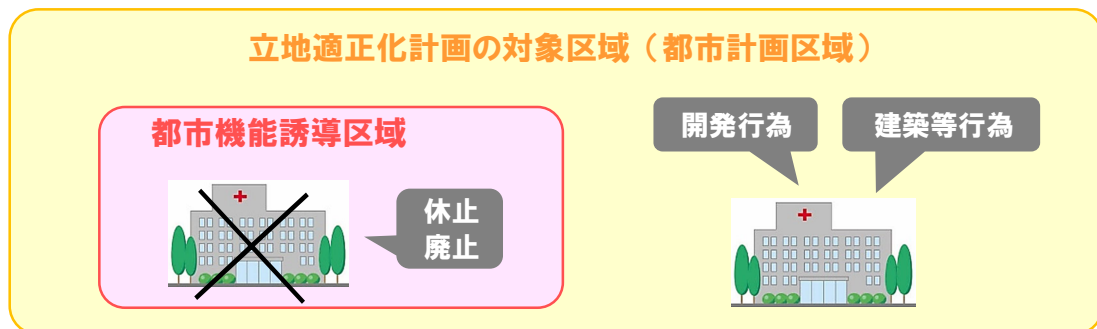 立地適正化計画の対象区域（都市計画区域）
都市機能誘導区域
開発行為
建築等行為
休止
廃止